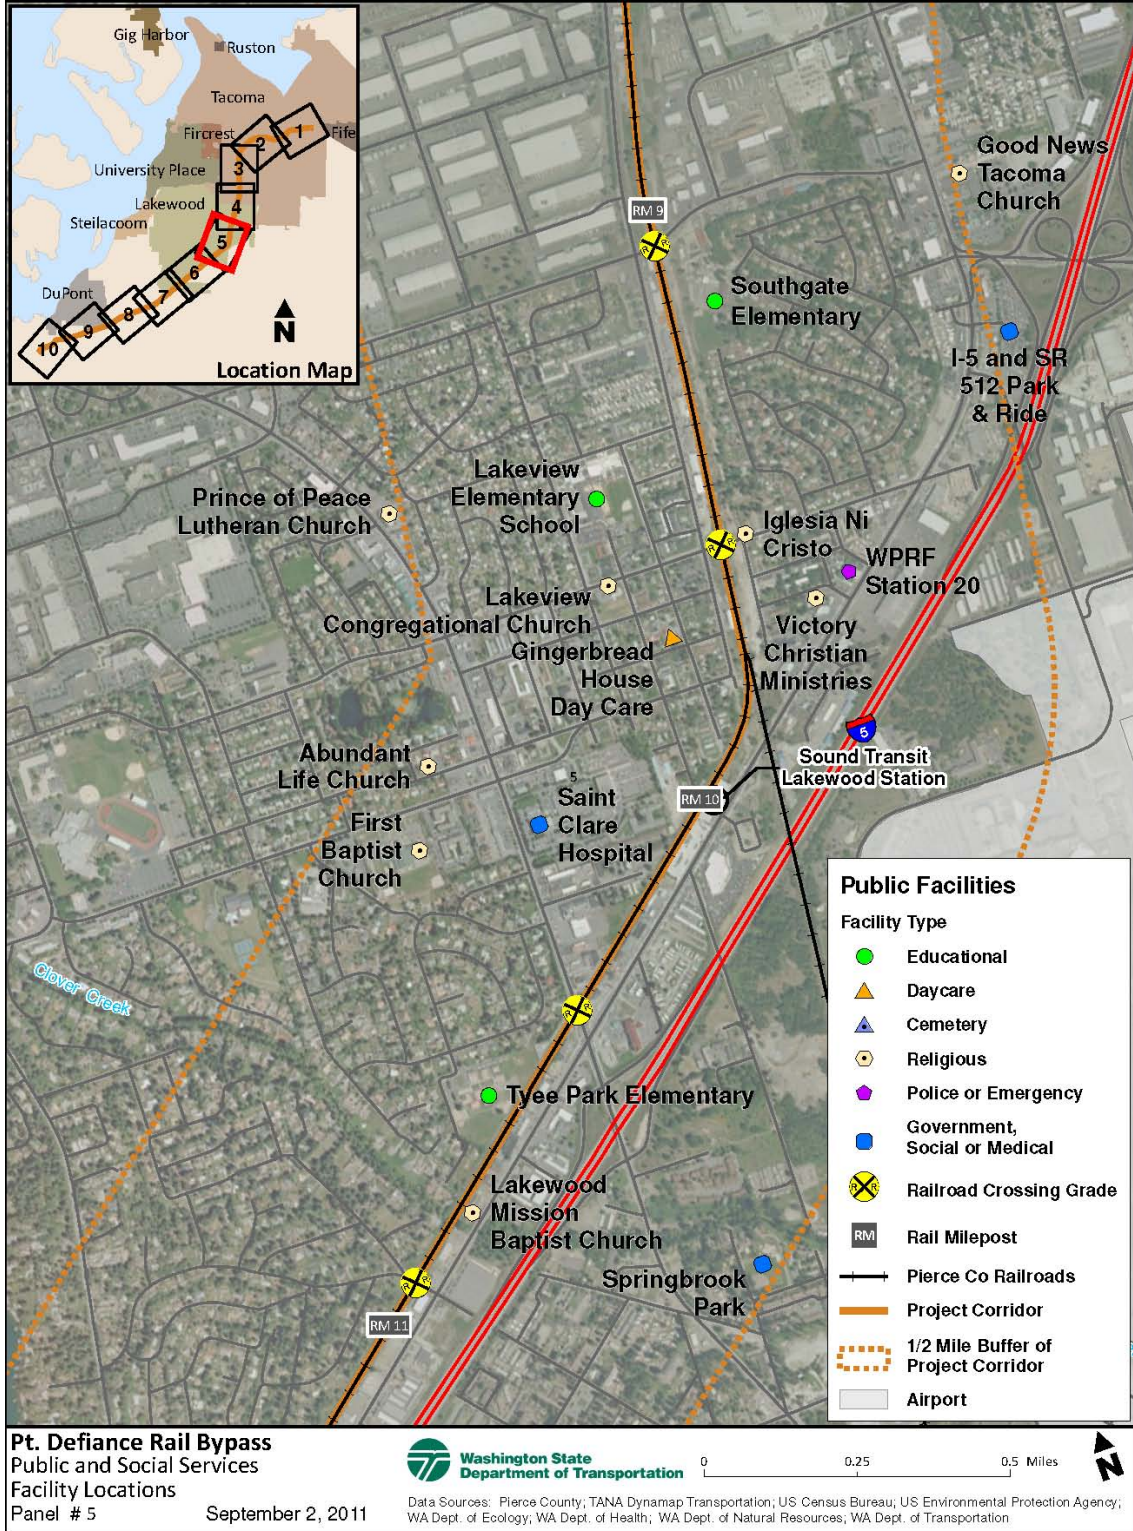 Gig Harbor
Ruston
Tacoma
Fircrest
Fife
University Place
Lakewood
Steilacoom
DuPont
1
2
3
4
5
6
7
8
9
10
N
Location Map
Good News
Tacoma
Church
RM 9
R R
Southgate
Elementary
I-5 and SR
512 Park
& Ride
Lakeview
Elementary
School
Prince of Peace
Lutheran Church
Iglesia Ni
Cristo
R R
WPRF
Station 20
Lakeview
Congregational Church
Victory
Christian
Ministries
Gingerbread
House
Day Care
5
Sound Transit
Lakewood Station
Abundant
Life Church
RM 10
5
Saint
Clare
Hospital
First
Baptist
Church
Clover Creek
R R
Tyee Park Elementary
Lakewood
Mission
Baptist Church
Springbrook
Park
R R
RM 11
Public Facilities
Facility Type
Educational
Daycare
Cemetery
Religious
Police or Emergency
Government,
Social or Medical
R R
Railroad Crossing Grade
RM
Rail Milepost
Pierce Co Railroads
Project Corridor
1/2 Mile Buffer of
Project Corridor
Airport
Pt. Defiance Rail Bypass
Public and Social Services
Facility Locations
Panel # 5
September 2, 2011
Washington State
Department of Transportation
0 0.25 0.5 Miles
N
Data Sources: Pierce County; TANA Dynamap Transportation; US Census Bureau; US Environmental Protection Agency;
WA Dept. of Ecology; WA Dept. of Health; WA Dept. of Natural Resources; WA Dept. of Transportation